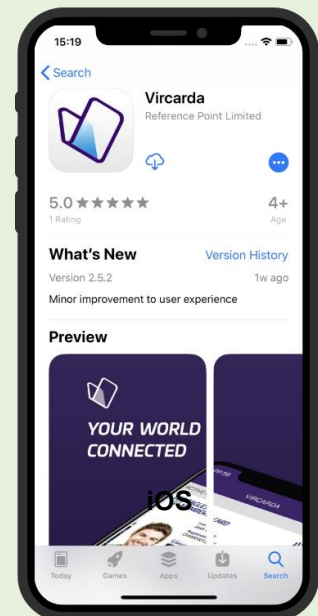 15:19
Search
Vircarda
Reference Point Limited
5.0 ★★★★★
4+
1 Rating
Age
What's New
Version History
Version 2.5.2
1w ago
Minor improvement to user experience
Preview
YOUR WORLD
CONNECTED
VIRCARDA
iOS
Today
Games
Apps
Updates
Search